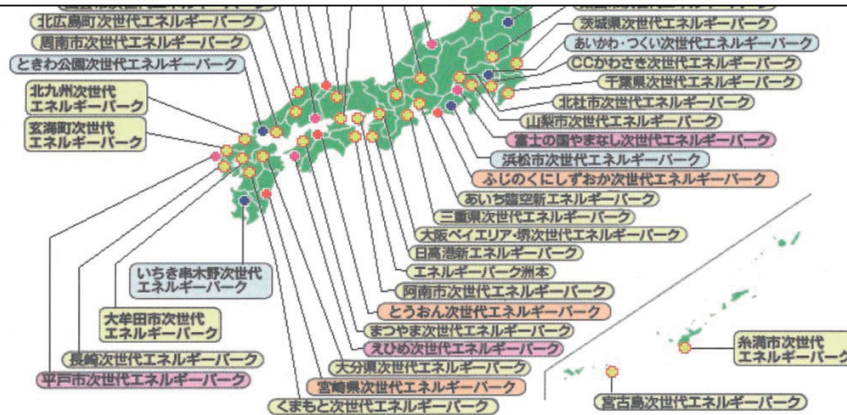 北広島町次世代エネルギーパーク
周南市次世代エネルギーパーク
ときわ公園次世代エネルギーパーク
北九州次世代
エネルギーパーク
玄海町次世代
エネルギーパーク
いちき串木野次世代
エネルギーパーク
大牟田市次世代
エネルギーパーク
長崎次世代エネルギーパーク
平戸市次世代エネルギーパーク
茨城県次世代エネルギーパーク
あいかわ・つくい次世代エネルギーパーク
CCかわさき次世代エネルギーパーク
千葉県次世代エネルギーパーク
北杜市次世代エネルギーパーク
山梨市次世代エネルギーパーク
富士の国やまなし次世代エネルギーパーク
浜松市次世代エネルギーパーク
ふじのくにしずおか次世代エネルギーパーク
あいち臨空新エネルギーパーク
三重県次世代エネルギーパーク
大阪ベイエリア・堺次世代エネルギーパーク
日高港新エネルギーパーク
エネルギーパーク洲本
阿南市次世代エネルギーパーク
とうおん次世代エネルギーパーク
まつやま次世代エネルギーパーク
えひめ次世代エネルギーパーク
大分県次世代エネルギーパーク
宮崎県次世代エネルギーパーク
くまもと次世代エネルギーパーク
糸満市次世代
エネルギーパーク
宮古島次世代エネルギーパーク